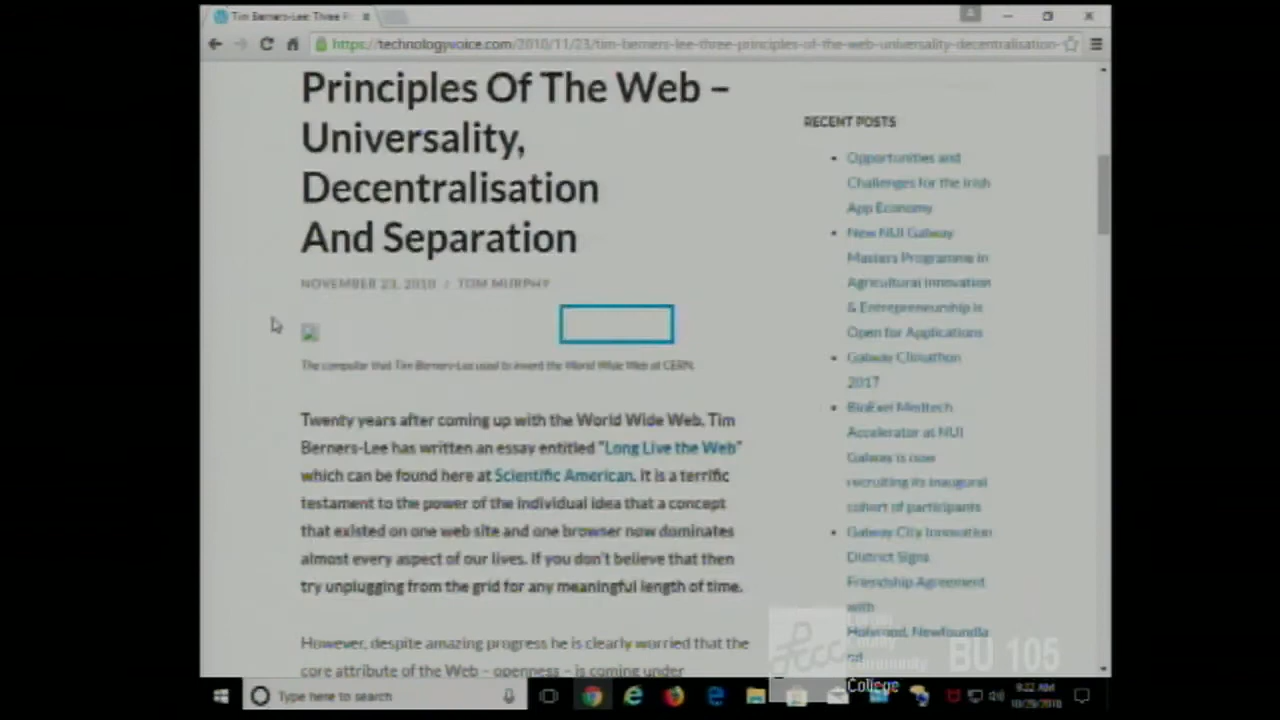 Tim Berners-Lee: Three
https://technologyvoice.com/2010/11/23/tim-berners-lee-three-principles-of-the-web-universality-decentralisation-
Principles Of The Web –
Universality,
Decentralisation
And Separation
NOVEMBER 23, 2010 / TOM MURPHY
The computer that Tim Berners-Lee used to invent the World Wide Web at CERN.
Twenty years after coming up with the World Wide Web, Tim
Berners-Lee has written an essay entitled "Long Live the Web"
which can be found here at Scientific American. It is a terrific
testament to the power of the individual idea that a concept
that existed on one web site and one browser now dominates
almost every aspect of our lives. If you don't believe that then
try unplugging from the grid for any meaningful length of time.
However, despite amazing progress he is clearly worried that the
core attribute of the Web – openness – is coming under
RECENT POSTS
Opportunities and
Challenges for the Irish
App Economy
New NUI Galway
Masters Programme in
Agricultural Innovation
& Entrepreneurship is
Open for Applications
Galway Climathon
2017
BioExel Medtech
Accelerator at NUI
Galway is now
recruiting its inaugural
cohort of participants
Galway City Innovation
District Signs
Friendship Agreement
with
Holyrood, Newfoundla
nd
Community
College
BU 105
Type here to search
9:22 AM
10/29/2018